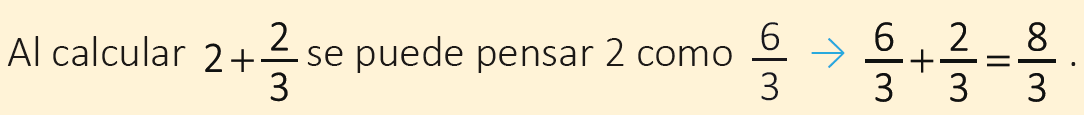 Al calcular 2 + 2/3 se puede pensar 2 como 6/3 → 6/3 + 2/3 = 8/3 .